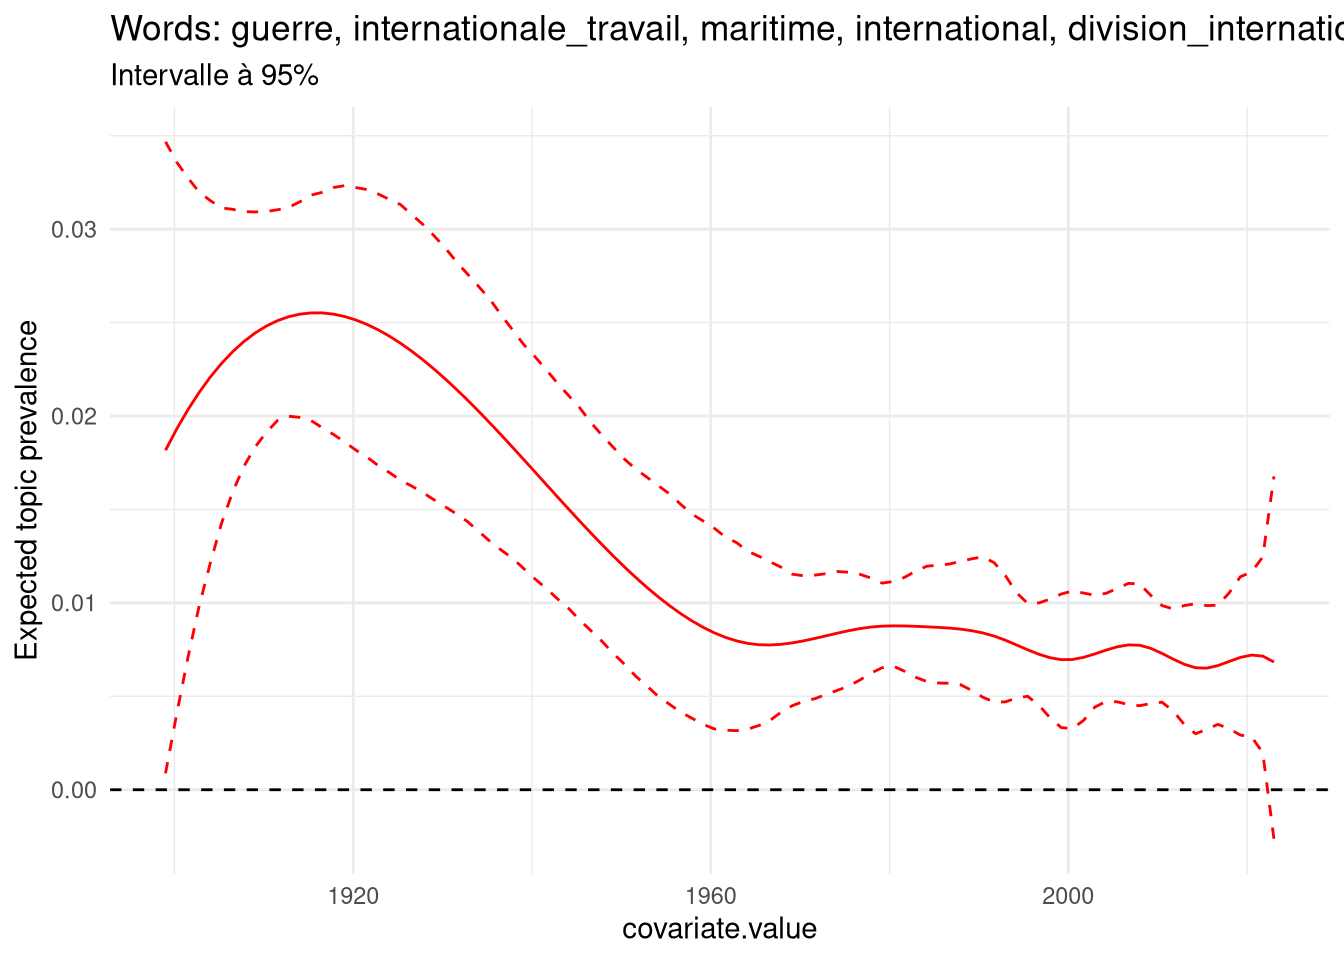 Words: guerre, internationale_travail, maritime, international, division_internatio
Intervalle à 95%
Expected topic prevalence
0.03
0.02
0.01
0.00
1920 1960 2000
covariate.value